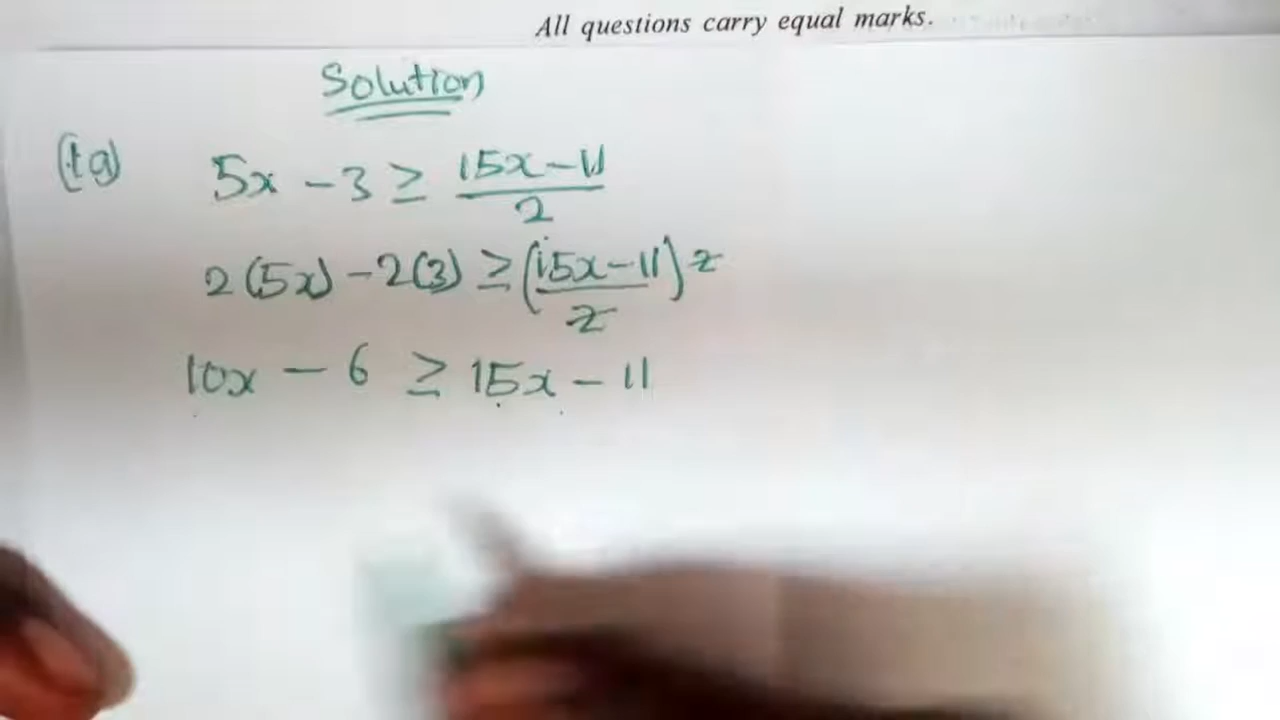 All questions carry equal marks.
Solution
(1a) 5x - 3 ≥ 15x - 11 / 2
2(5x) - 2(3) ≥ (15x - 11 / 2) 2
10x - 6 ≥ 15x - 11